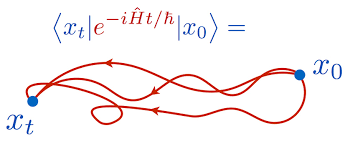 ⟨x_t|e^{-iĤt/ħ}|x_0⟩ =
x_0
x_t